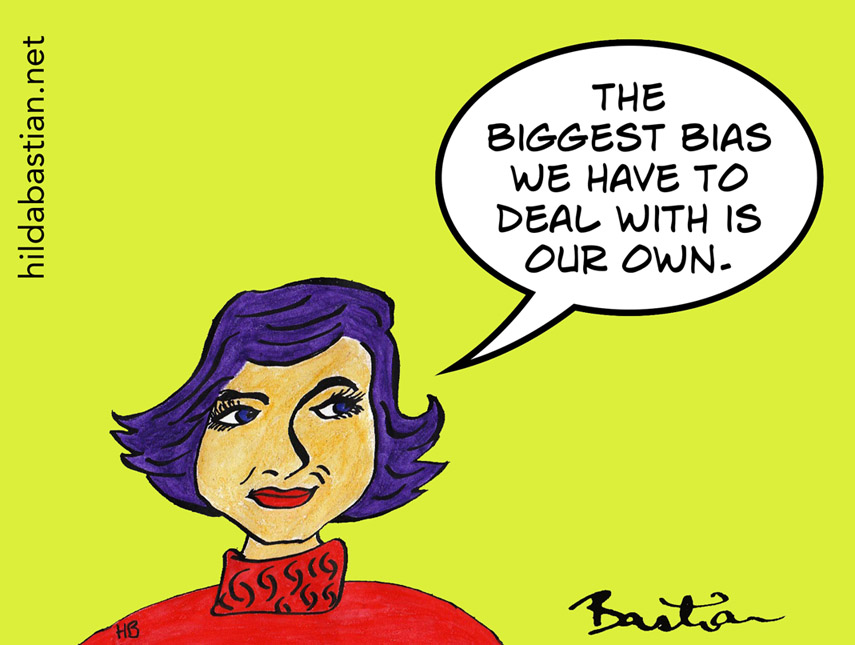 hildabastian.net
THE
BIGGEST BIAS
WE HAVE TO
DEAL WITH IS
OUR OWN.
HB
Bastian